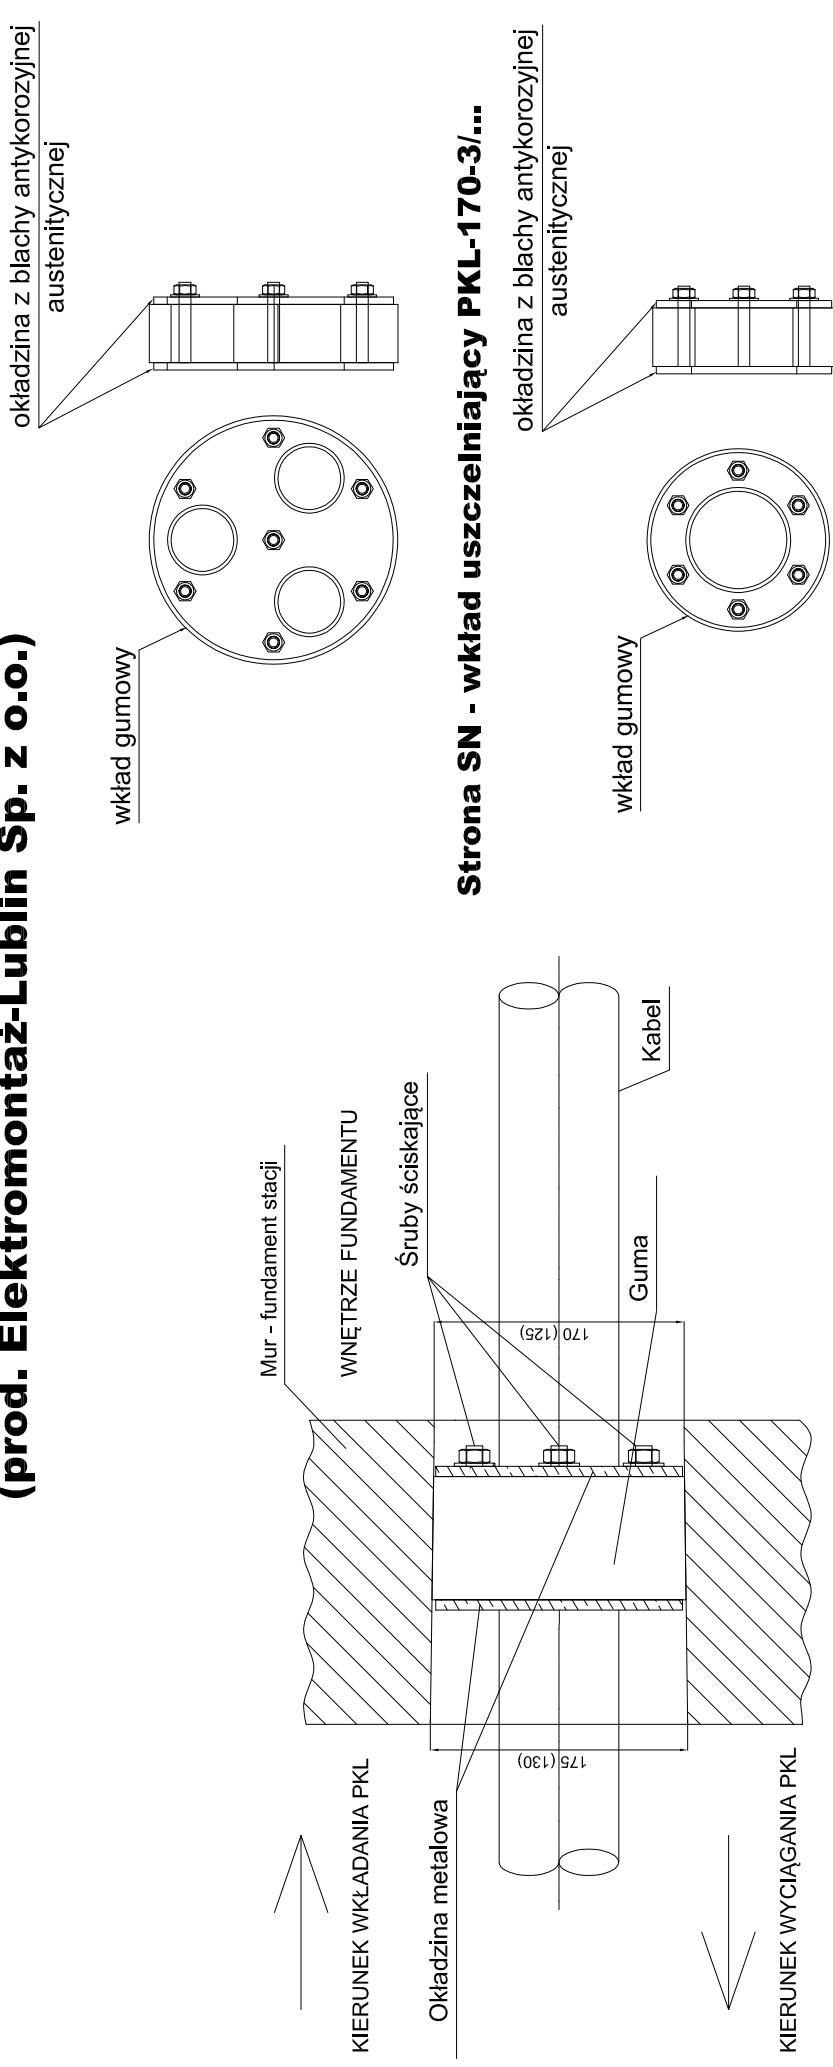 (prod. Elektromontaż-Lublin Sp. z o.o.)
okładzina z blachy antykorozyjnej
austenitycznej
wkład gumowy
Strona SN - wkład uszczelniający PKL-170-3/...
okładzina z blachy antykorozyjnej
austenitycznej
wkład gumowy
Mur - fundament stacji
WNĘTRZE FUNDAMENTU
Śruby ściskające
170 (125)
Guma
Kabel
KIERUNEK WKŁADANIA PKL
Okładzina metalowa
175 (130)
KIERUNEK WYCIĄGANIA PKL